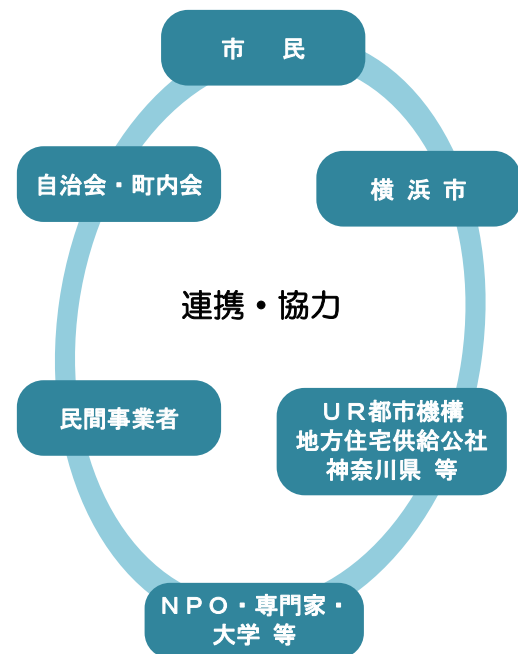 市　民
自治会・町内会
横 浜 市
連携・協力
民間事業者
ＵＲ都市機構
地方住宅供給公社
神奈川県 等
ＮＰＯ・専門家・
大学 等